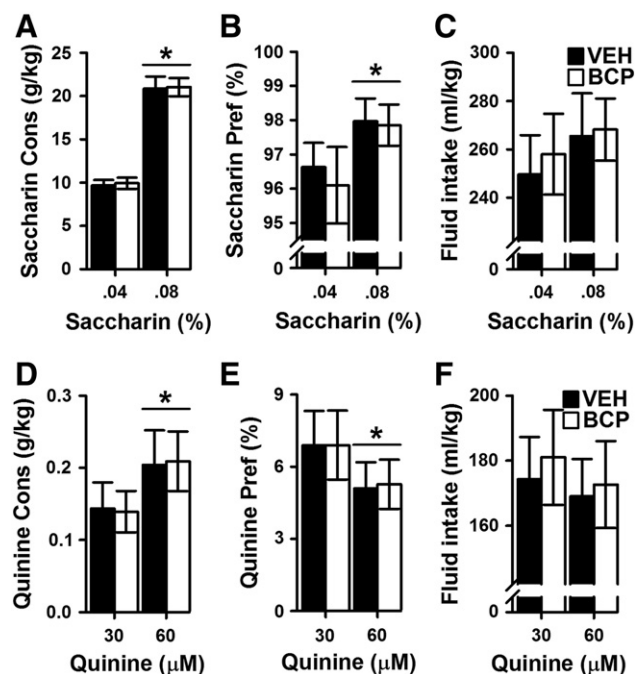 A
Saccharin Cons (g/kg)
25
20
15
10
5
0
*
.04 .08
Saccharin (%)
B
Saccharin Pref (%)
100
99
98
97
96
95
0
*
.04 .08
Saccharin (%)
C
Fluid intake (ml/kg)
300
280
260
240
0
VEH
BCP
.04 .08
Saccharin (%)
D
Quinine Cons (g/kg)
0.3
0.2
0.1
0.0
*
30 60
Quinine (μM)
E
Quinine Pref (%)
9
6
3
0
*
30 60
Quinine (μM)
F
Fluid intake (ml/kg)
200
180
160
0
VEH
BCP
30 60
Quinine (μM)